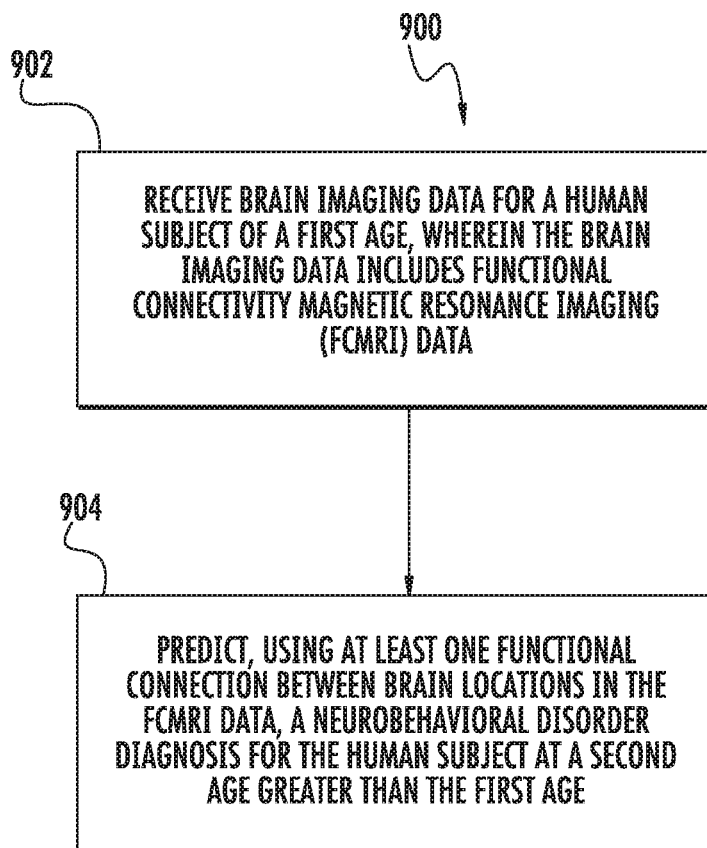 900
902
RECEIVE BRAIN IMAGING DATA FOR A HUMAN
SUBJECT OF A FIRST AGE, WHEREIN THE BRAIN
IMAGING DATA INCLUDES FUNCTIONAL
CONNECTIVITY MAGNETIC RESONANCE IMAGING
(FCMRI) DATA
904
PREDICT, USING AT LEAST ONE FUNCTIONAL
CONNECTION BETWEEN BRAIN LOCATIONS IN THE
FCMRI DATA, A NEUROBEHAVIORAL DISORDER
DIAGNOSIS FOR THE HUMAN SUBJECT AT A SECOND
AGE GREATER THAN THE FIRST AGE